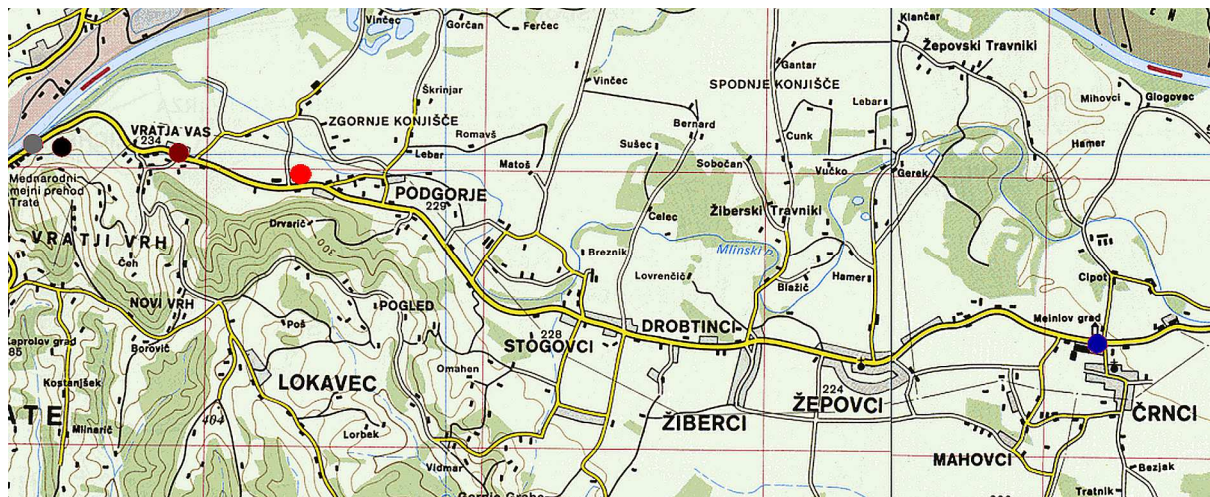 Vinčec
Gorčan
Ferčec
Klančar
Žepovski Travniki
Gantar
Vinčec
SPODNJE KONJIŠČE
Škrinjar
Lebar
Mihovci
Glogovec
ZGORNJE KONJIŠČE
VRATJA VAS
234
Romavš
Bernard
Cunk
Sušec
Hamer
Lebar
Matoš
Sobočan
Vučko
Gerek
Mednarodni
mejni prehod
Trate
PODGORJE
229
Drvarič
300
Celec
Žiberski Travniki
VRATJI VRH
Čeh
Breznik
Mlinski p.
Lovrenčič
Hamer
Blažič
Cipot
NOVI VRH
POGLED
Meinlov grad
Poš
DROBTINCI
228
STOGOVCI
Kaprolov grad
85
Borovič
Omahen
Kostanjšek
LOKAVEC
224
ŽEPOVCI
ATE
404
ŽIBERCI
ČRNCI
Mlinarič
Lorbek
MAHOVCI
Vidmar
Bezjak
Tratnik